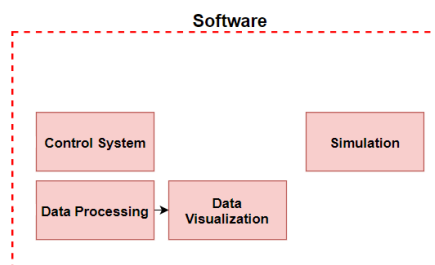 Software
Control System
Simulation
Data Processing
Data
Visualization